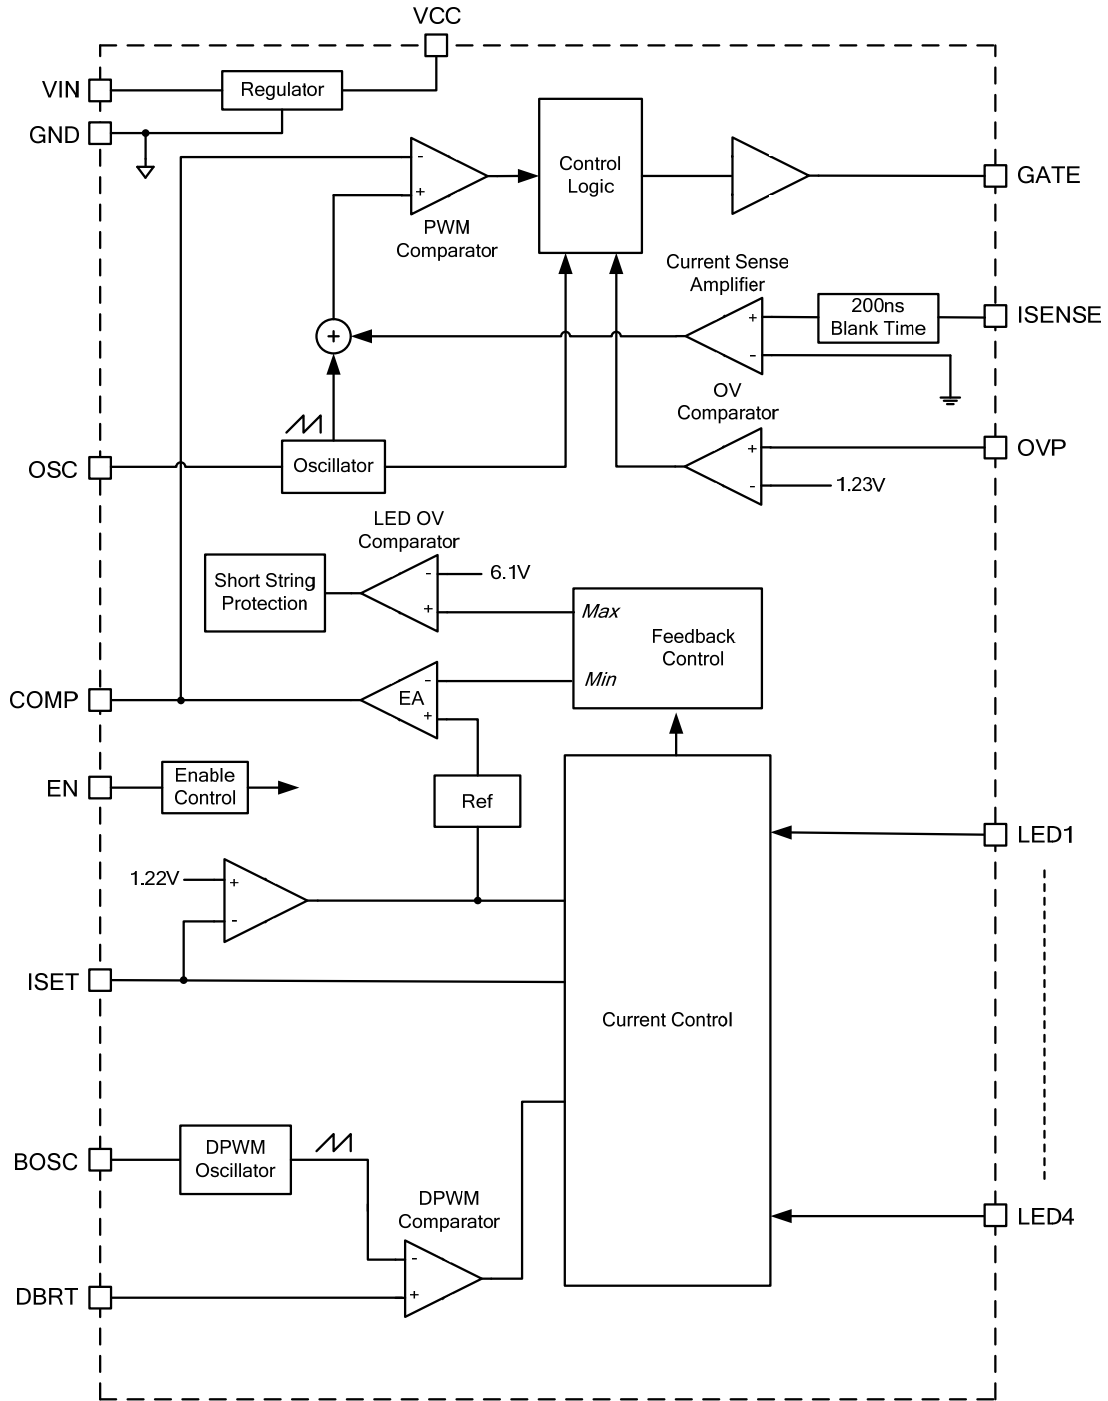 VCC
VIN
Regulator
GND
-
+
PWM
Comparator
Control
Logic
GATE
Current Sense
Amplifier
+
-
200ns
Blank Time
ISENSE
+
OV
Comparator
+
-
1.23V
OVP
OSC
Oscillator
LED OV
Comparator
-
+
6.1V
Short String
Protection
Max
Feedback
Control
Min
COMP
EA
-
+
EN
Enable
Control
Ref
LED1
1.22V
+
-
ISET
Current Control
BOSC
DPWM
Oscillator
DPWM
Comparator
-
+
LED4
DBRT